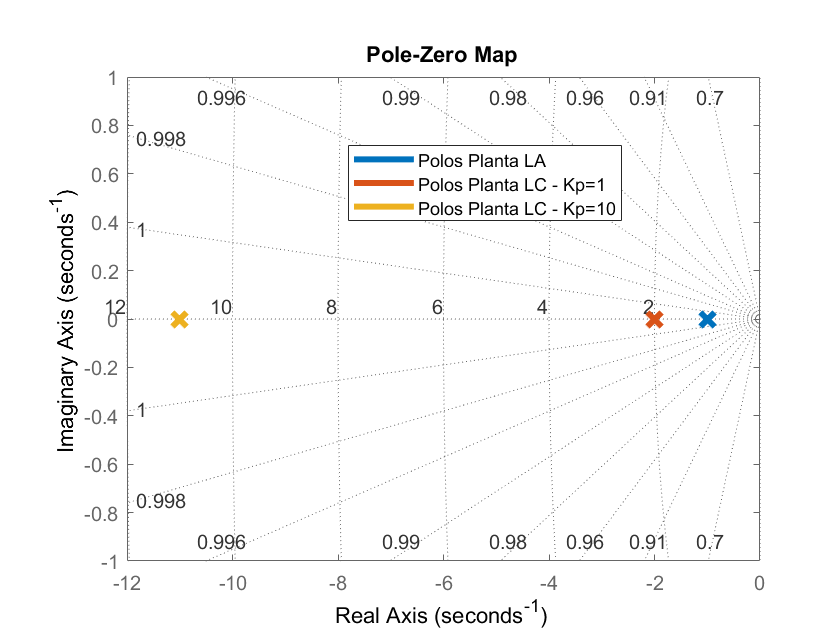 Pole-Zero Map
1
0.8
0.6
0.4
0.2
0
-0.2
-0.4
-0.6
-0.8
-1
Imaginary Axis (seconds⁻¹)
0.996 0.99 0.98 0.96 0.91 0.7
0.998
Polos Planta LA
Polos Planta LC - Kp=1
Polos Planta LC - Kp=10
1
12 10 8 6 4 2
1
0.998
0.996 0.99 0.98 0.96 0.91 0.7
-12 -10 -8 -6 -4 -2 0
Real Axis (seconds⁻¹)